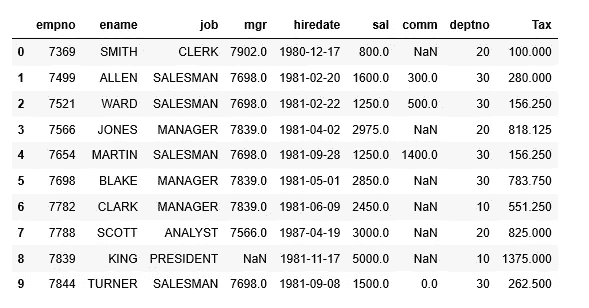 empno ename job mgr hiredate sal comm deptno Tax
0 7369 SMITH CLERK 7902.0 1980-12-17 800.0 NaN 20 100.000
1 7499 ALLEN SALESMAN 7698.0 1981-02-20 1600.0 300.0 30 280.000
2 7521 WARD SALESMAN 7698.0 1981-02-22 1250.0 500.0 30 156.250
3 7566 JONES MANAGER 7839.0 1981-04-02 2975.0 NaN 20 818.125
4 7654 MARTIN SALESMAN 7698.0 1981-09-28 1250.0 1400.0 30 156.250
5 7698 BLAKE MANAGER 7839.0 1981-05-01 2850.0 NaN 30 783.750
6 7782 CLARK MANAGER 7839.0 1981-06-09 2450.0 NaN 10 551.250
7 7788 SCOTT ANALYST 7566.0 1987-04-19 3000.0 NaN 20 825.000
8 7839 KING PRESIDENT NaN 1981-11-17 5000.0 NaN 10 1375.000
9 7844 TURNER SALESMAN 7698.0 1981-09-08 1500.0 0.0 30 262.500